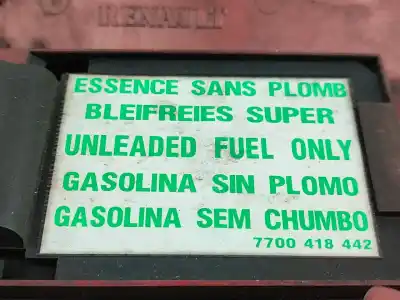 RENAULT
ESSENCE SANS PLOMB
BLEIFREIES SUPER
UNLEADED FUEL ONLY
GASOLINA SIN PLOMO
GASOLINA SEM CHUMBO
7700 418 442